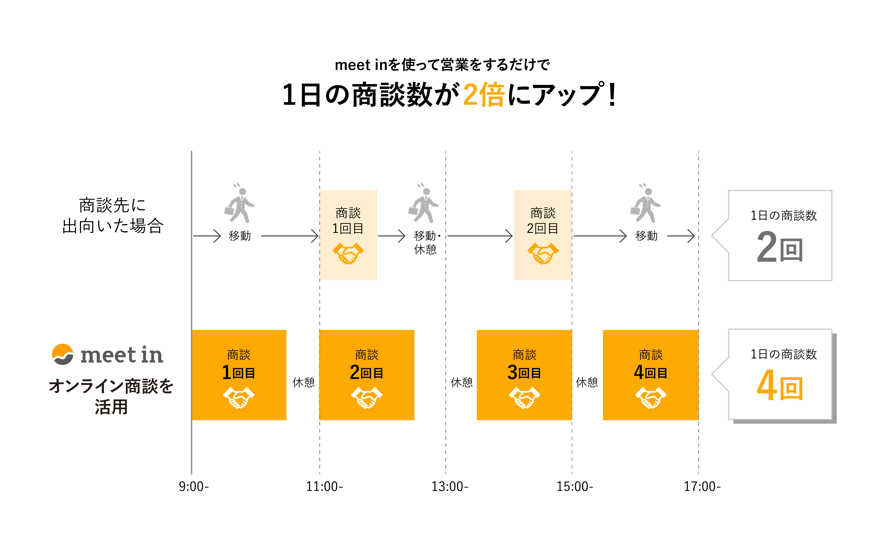 meet inを使って営業をするだけで
1日の商談数が2倍にアップ！
商談先に
出向いた場合
移動
商談
1回目
移動・
休憩
商談
2回目
移動
1日の商談数
2回
meet in
オンライン商談を
活用
商談
1回目
休憩
商談
2回目
休憩
商談
3回目
休憩
商談
4回目
1日の商談数
4回
9:00-
11:00-
13:00-
15:00-
17:00-